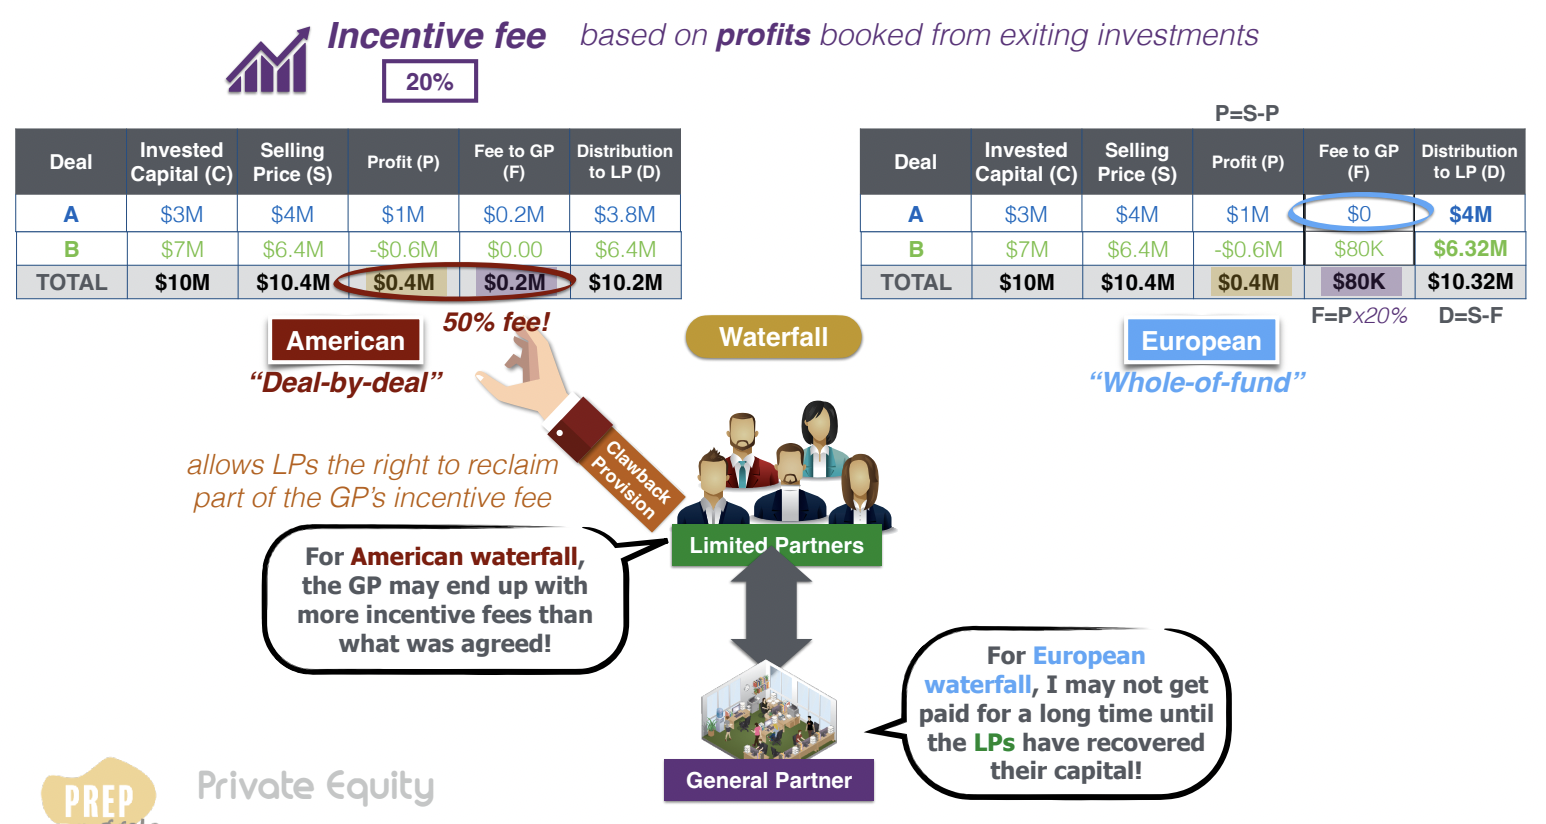 Incentive fee based on profits booked from exiting investments
20%
P=S-P
Deal Invested Capital (C) Selling Price (S) Profit (P) Fee to GP (F) Distribution to LP (D)
A $3M $4M $1M $0.2M $3.8M
B $7M $6.4M -$0.6M $0.00 $6.4M
TOTAL $10M $10.4M $0.4M $0.2M $10.2M
50% fee!
American
"Deal-by-deal"
Waterfall
Deal Invested Capital (C) Selling Price (S) Profit (P) Fee to GP (F) Distribution to LP (D)
A $3M $4M $1M $0 $4M
B $7M $6.4M -$0.6M $80K $6.32M
TOTAL $10M $10.4M $0.4M $80K $10.32M
F=Px20% D=S-F
European
"Whole-of-fund"
allows LPs the right to reclaim
part of the GP's incentive fee
Clawback
Provision
Limited Partners
For American waterfall,
the GP may end up with
more incentive fees than
what was agreed!
For European
waterfall, I may not get
paid for a long time until
the LPs have recovered
their capital!
General Partner
PREP
Private Equity